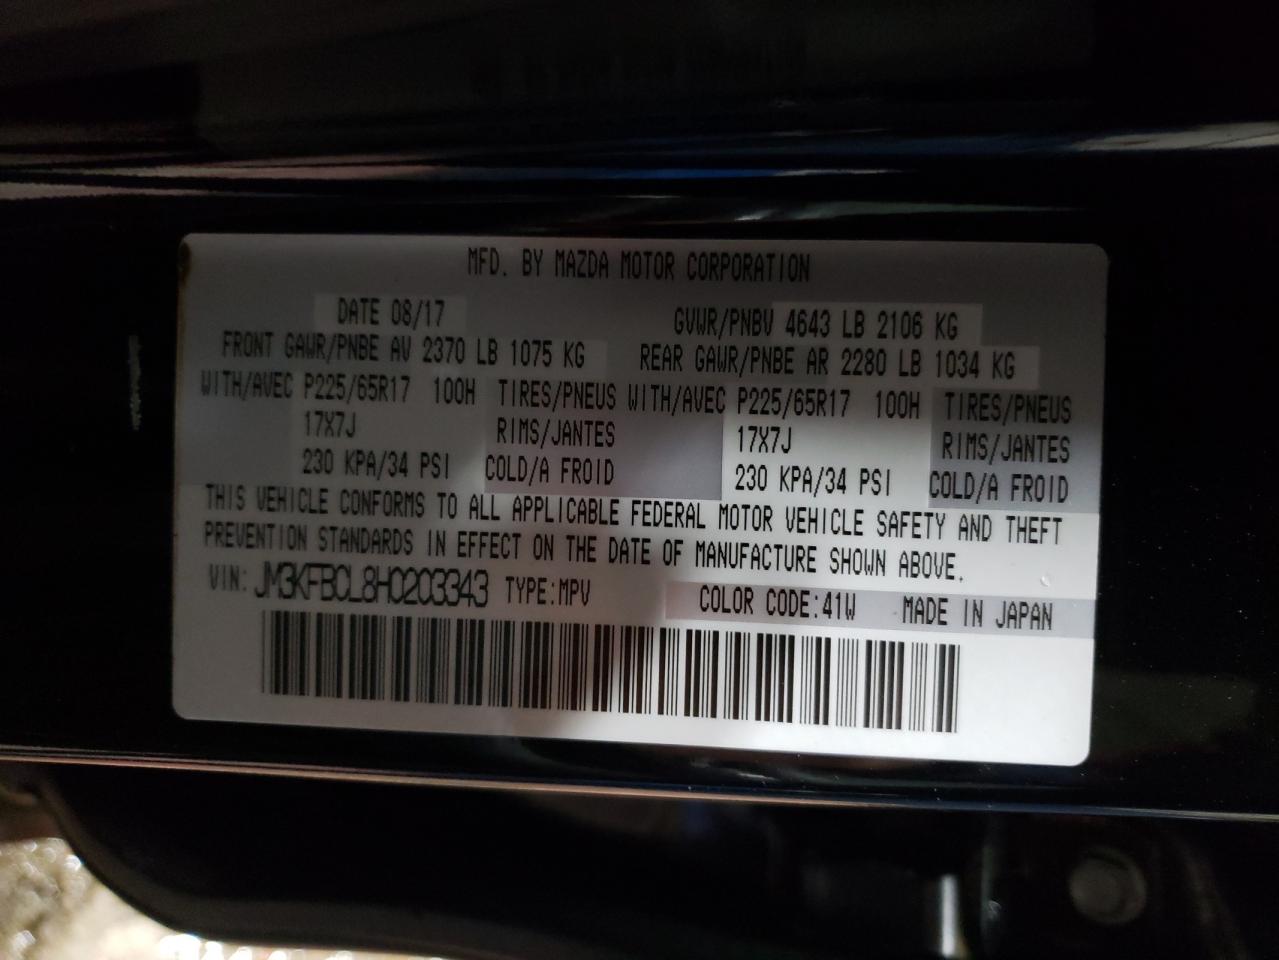 MFD. BY MAZDA MOTOR CORPORATION
DATE 08/17 GVWR/PNBV 4643 LB 2106 KG
FRONT GAWR/PNBE AV 2370 LB 1075 KG REAR GAWR/PNBE AR 2280 LB 1034 KG
WITH/AVEC P225/65R17 100H TIRES/PNEUS WITH/AVEC P225/65R17 100H TIRES/PNEUS
17X7J RIMS/JANTES 17X7J RIMS/JANTES
230 KPA/34 PSI COLD/A FROID 230 KPA/34 PSI COLD/A FROID
THIS VEHICLE CONFORMS TO ALL APPLICABLE FEDERAL MOTOR VEHICLE SAFETY AND THEFT
PREVENTION STANDARDS IN EFFECT ON THE DATE OF MANUFACTURE SHOWN ABOVE.
VIN: JM3KFBCL8H0203343 TYPE:MPV COLOR CODE:41W MADE IN JAPAN